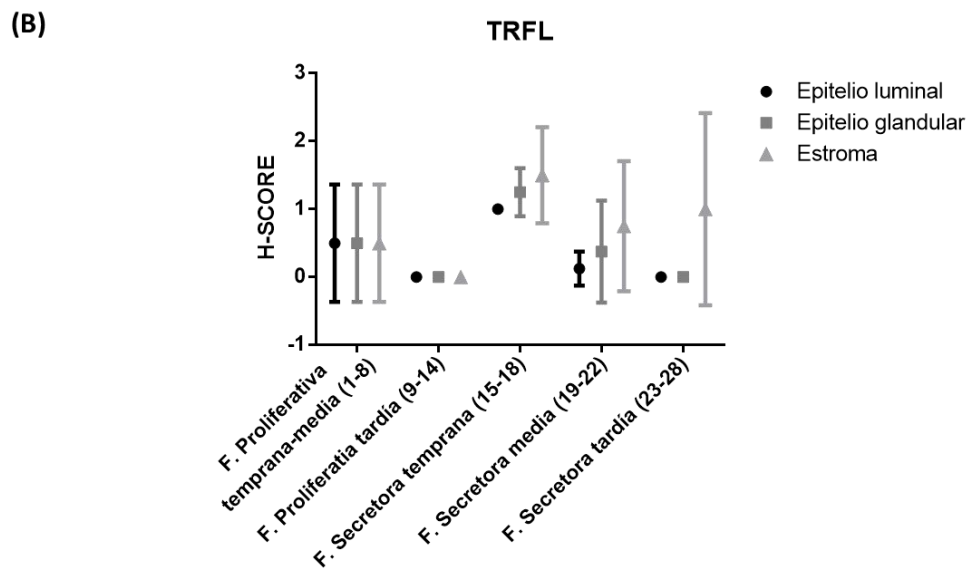 (B)
TRFL
3
2
1
0
-1
H-SCORE
Epitelio luminal
Epitelio glandular
Estroma
F. Proliferativa
temprana-media (1-8)
F. Proliferatia tardía (9-14)
F. Secretora temprana (15-18)
F. Secretora media (19-22)
F. Secretora tardía (23-28)